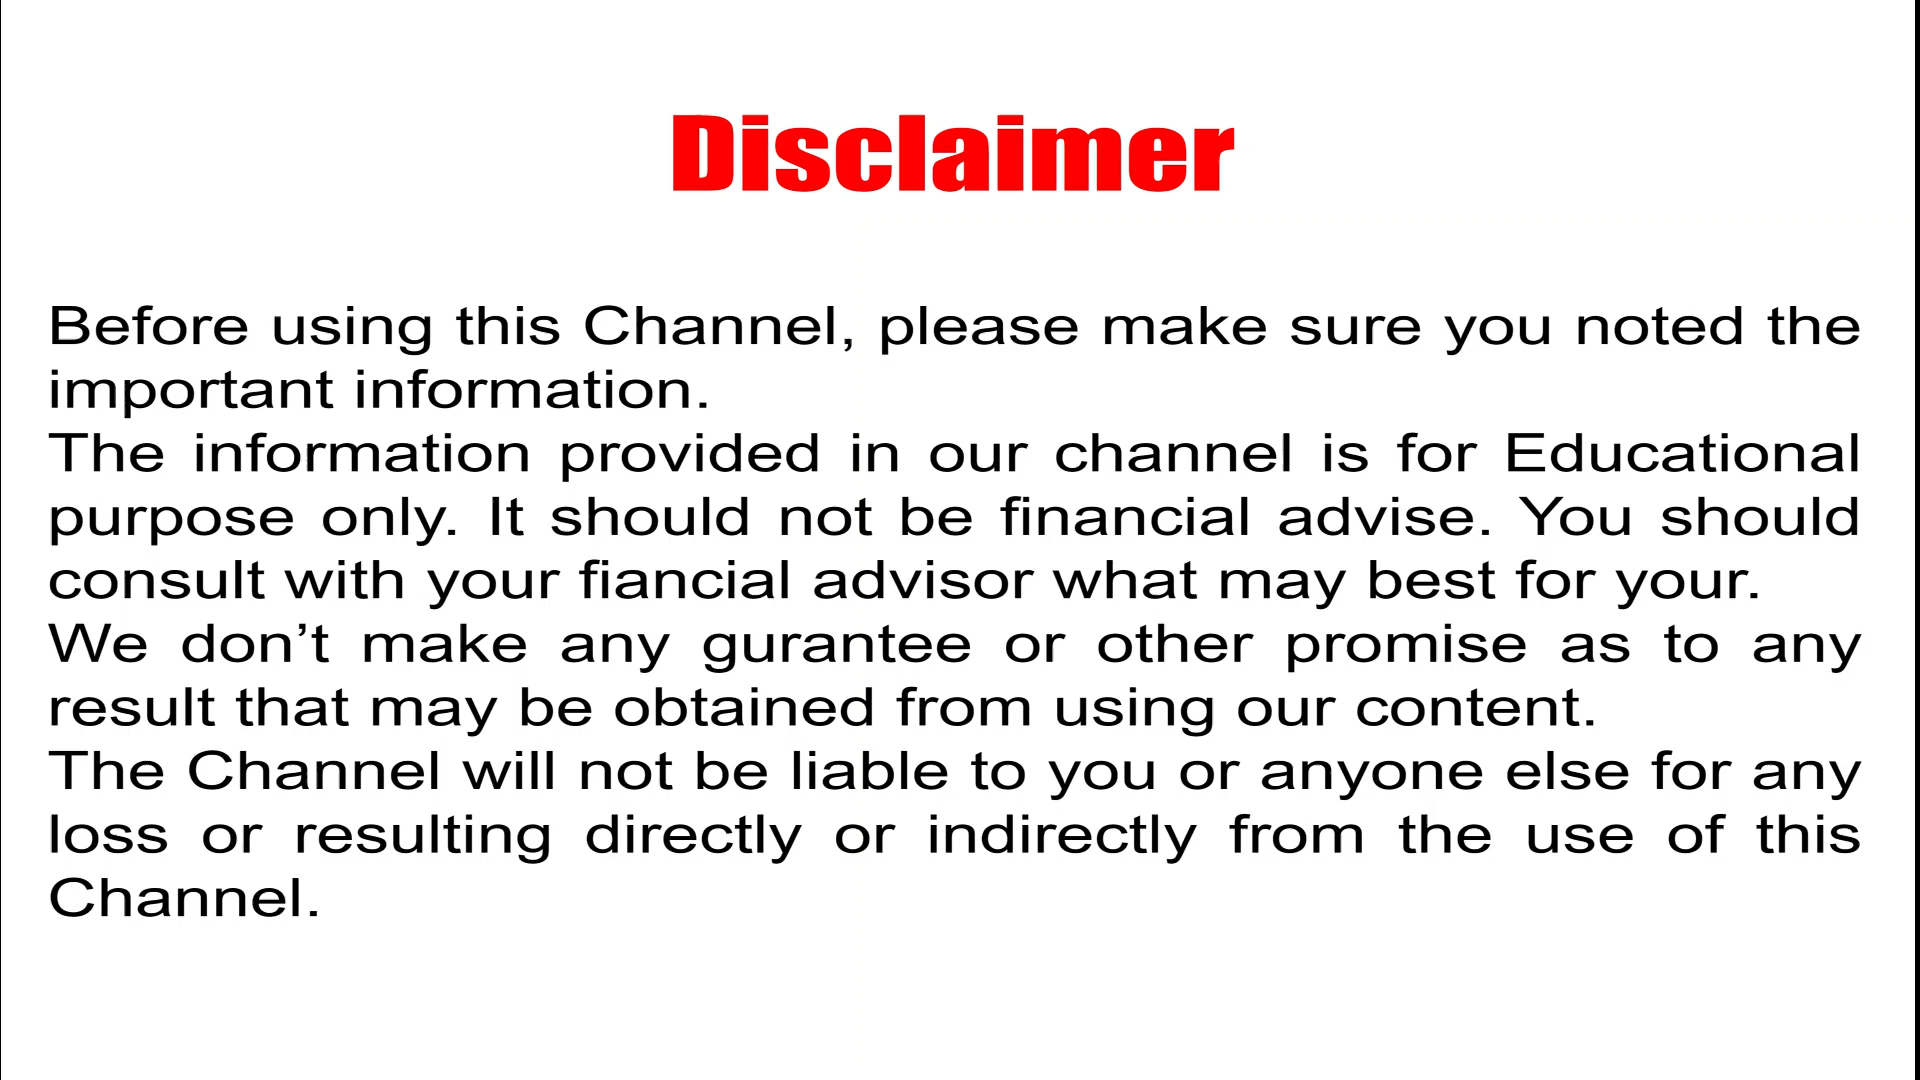 Disclaimer
Before using this Channel, please make sure you noted the
important information.
The information provided in our channel is for Educational
purpose only. It should not be financial advise. You should
consult with your fiancial advisor what may best for your.
We don’t make any gurantee or other promise as to any
result that may be obtained from using our content.
The Channel will not be liable to you or anyone else for any
loss or resulting directly or indirectly from the use of this
Channel.